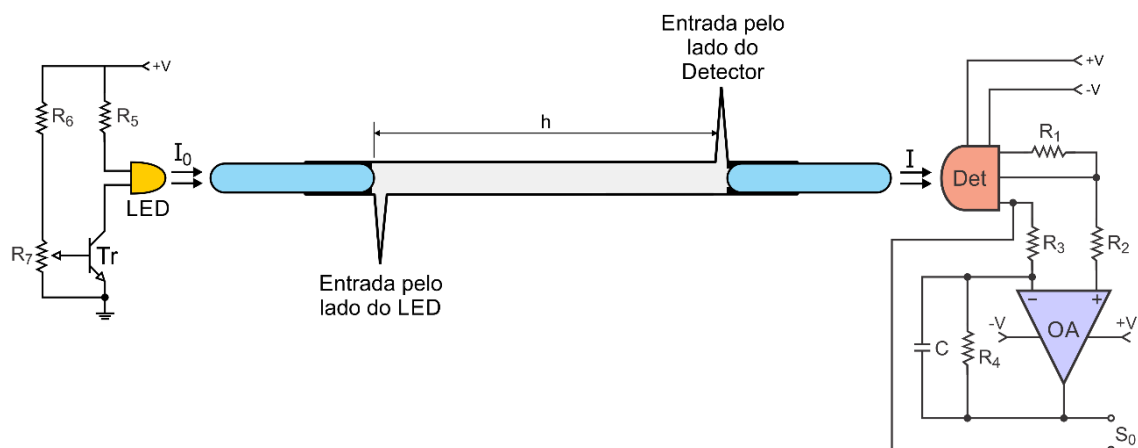 Entrada pelo
lado do
Detector
+V
+V
-V
R6
R5
h
R1
I0
I
Det
LED
R7
Tr
R3
R2
Entrada pelo
lado do LED
- +
-V
OA
+V
C
R4
S0